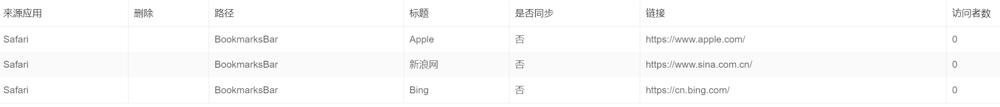 来源应用 删除 路径 标题 是否同步 链接 访问者数
Safari BookmarksBar Apple 否 https://www.apple.com/ 0
Safari BookmarksBar 新浪网 否 https://www.sina.com.cn/ 0
Safari BookmarksBar Bing 否 https://cn.bing.com/ 0